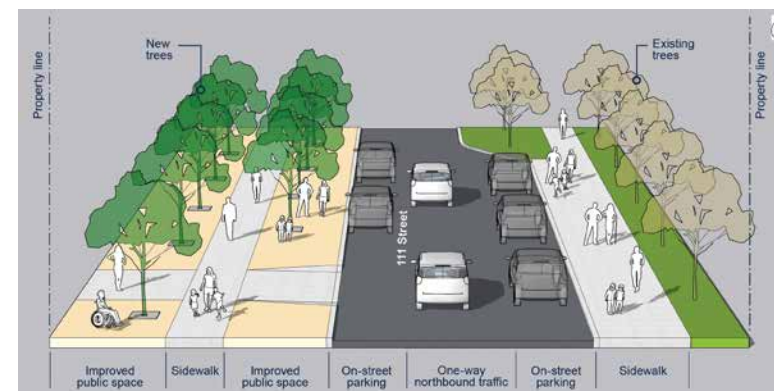 New
trees
Existing
trees
Property line
Property line
111 Street
Improved
public space
Sidewalk
Improved
public space
On-street
parking
One-way
northbound traffic
On-street
parking
Sidewalk